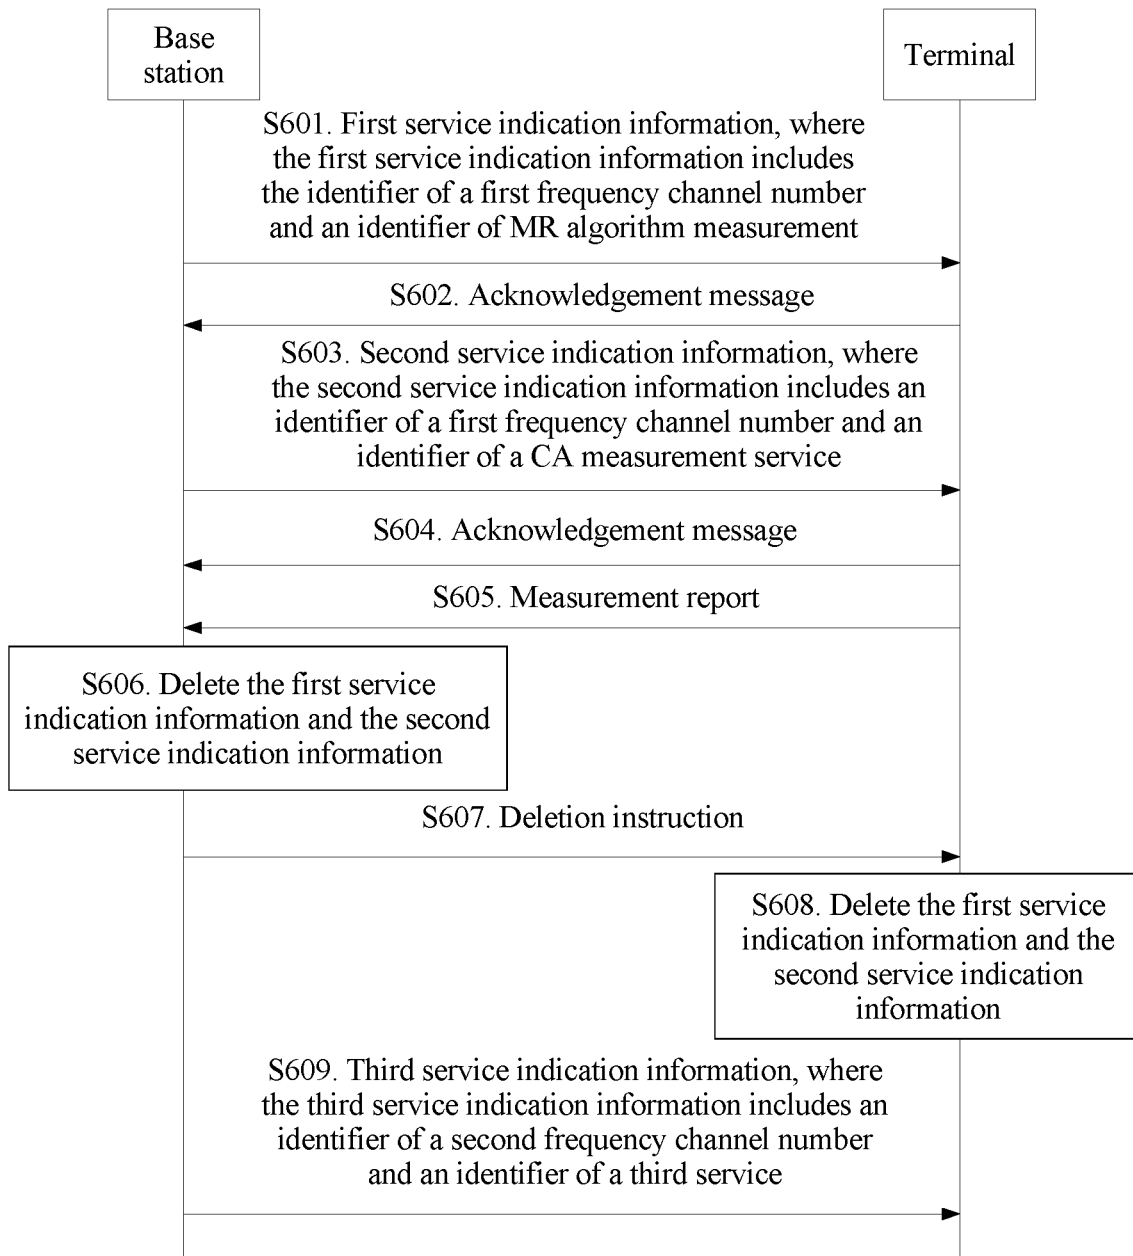 Base
station
Terminal
S601. First service indication information, where
the first service indication information includes
the identifier of a first frequency channel number
and an identifier of MR algorithm measurement
S602. Acknowledgement message
S603. Second service indication information, where
the second service indication information includes an
identifier of a first frequency channel number and an
identifier of a CA measurement service
S604. Acknowledgement message
S605. Measurement report
S606. Delete the first service
indication information and the second
service indication information
S607. Deletion instruction
S608. Delete the first service
indication information and the
second service indication
information
S609. Third service indication information, where
the third service indication information includes an
identifier of a second frequency channel number
and an identifier of a third service